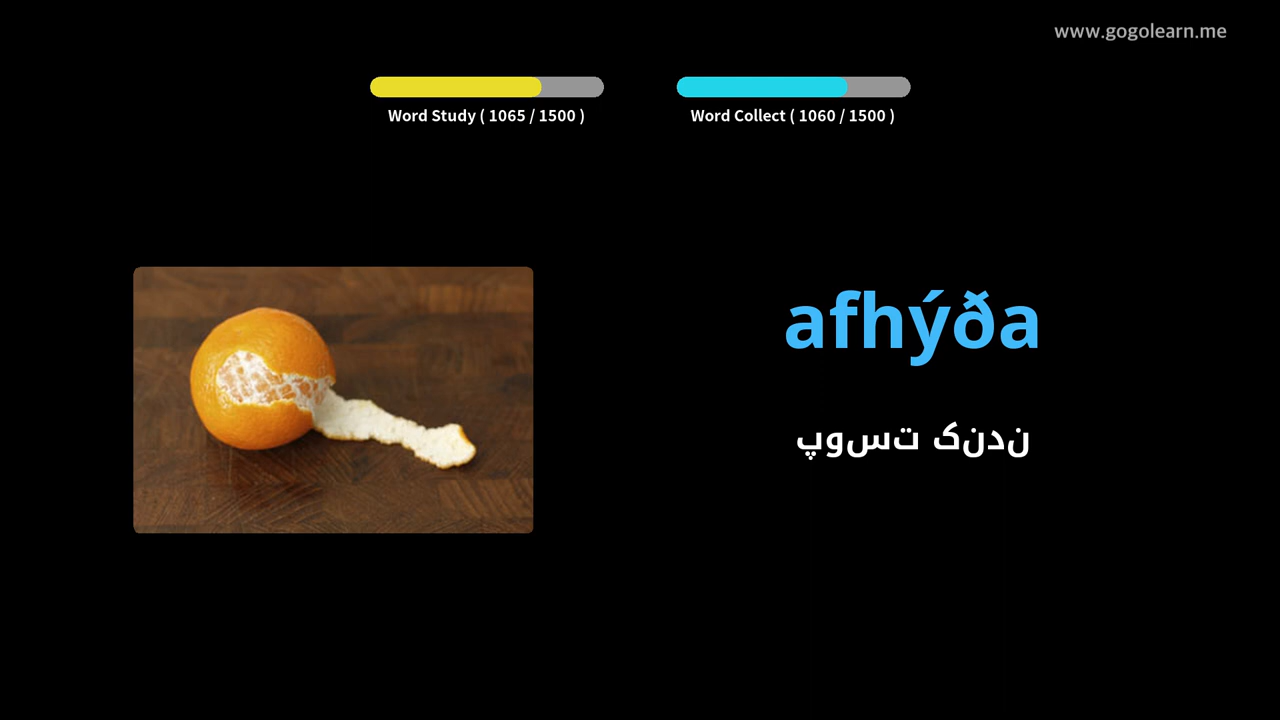 www.gogolearn.me
Word Study ( 1065 / 1500 )
Word Collect ( 1060 / 1500 )
afhýða
پوست کندن